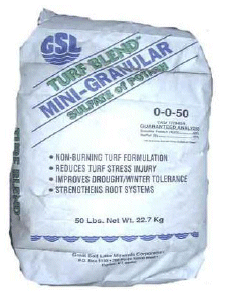 GSL
TURF BLEND
MINI-GRANULAR
SULFATE of POTASH
0-0-50
GUARANTEED ANALYSIS
TURF BLEND
• NON-BURNING TURF FORMULATION
• REDUCES TURF STRESS INJURY
• IMPROVES DROUGHT/WINTER TOLERANCE
• STRENGTHENS ROOT SYSTEMS
50 Lbs. Net Wt. 22.7 Kg
Great Salt Lake Minerals Corporation